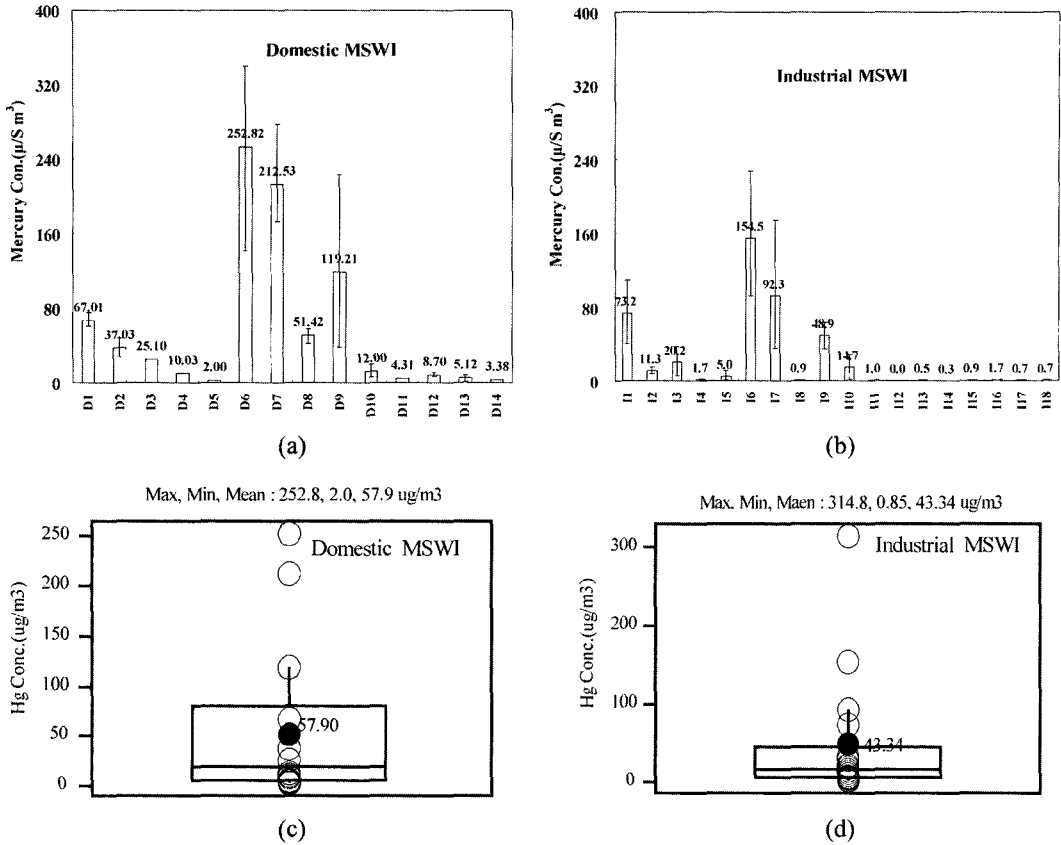 400
320
240
160
80
0
Mercury Con.(μ/S m³)
Domestic MSWI
67.01
37.03
25.10
10.03
2.00
252.82
212.53
51.42
119.21
12.00
4.31
8.70
5.12
3.38
D1
D2
D3
D4
D5
D6
D7
D8
D9
D10
D11
D12
D13
D14
(a)
400
320
240
160
80
0
Mercury Con.(μ/S m³)
Industrial MSWI
73.2
11.3
20.2
1.7
5.0
154.5
92.3
0.9
48.9
14.7
1.0
0.0
0.5
0.3
0.9
1.7
0.7
0.7
I1
I2
I3
I4
I5
I6
I7
I8
I9
I10
I11
I12
I13
I14
I15
I16
I17
I18
(b)
Max, Min, Mean : 252.8, 2.0, 57.9 ug/m3
250
200
150
100
50
0
Hg Conc.(ug/m3)
Domestic MSWI
57.90
(c)
Max, Min, Maen : 314.8, 0.85, 43.34 ug/m3
300
200
100
0
Hg Conc.(ug/m3)
Industrial MSWI
43.34
(d)